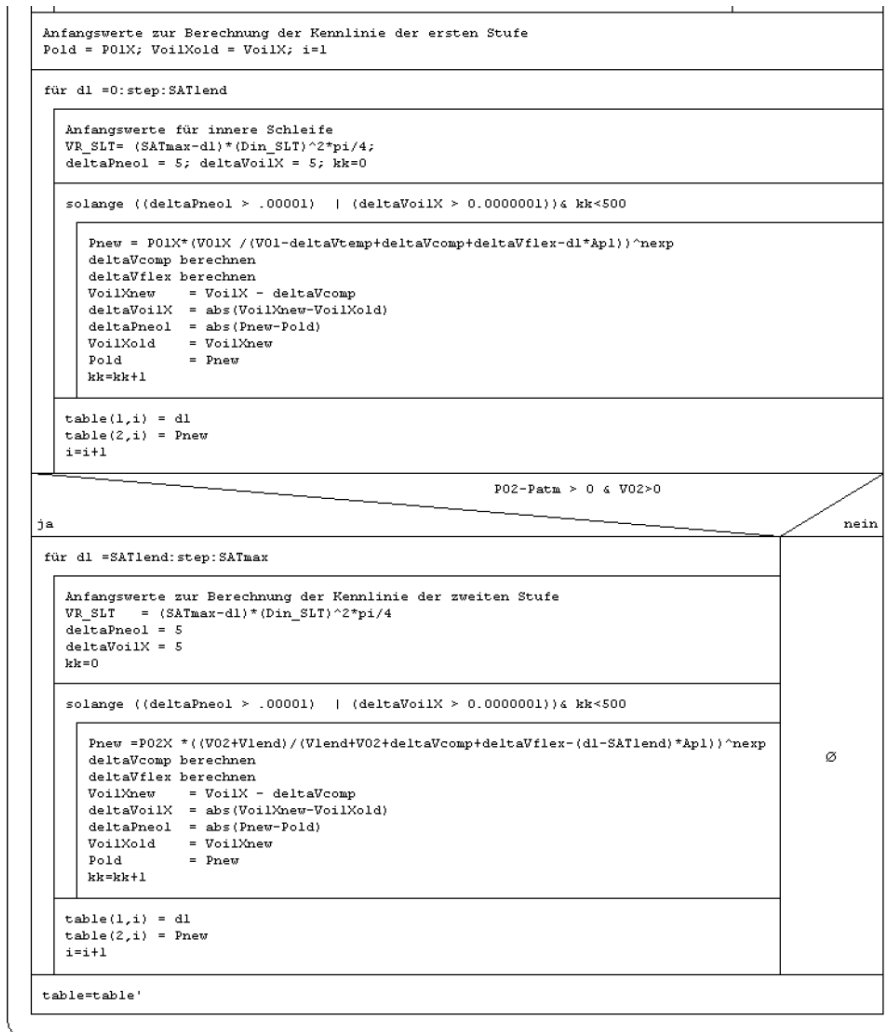 Anfangswerte zur Berechnung der Kennlinie der ersten Stufe
Pold = P01X; VoilXold = VoilX; i=1
für dl =0:step:SATlend
Anfangswerte für innere Schleife
VR_SLT= (SATmax-dl)*(Din_SLT)^2*pi/4;
deltaPneol = 5; deltaVoilX = 5; kk=0
solange ((deltaPneol > .00001)  | (deltaVoilX > 0.0000001))& kk<500
Pnew = P01X*(V01X /(V01-deltaVtemp+deltaVcomp+deltaVflex-dl*Apl))^nexp
deltaVcomp berechnen
deltaVflex berechnen
VoilXnew    = VoilX - deltaVcomp
deltaVoilX  = abs(VoilXnew-VoilXold)
deltaPneol  = abs(Pnew-Pold)
VoilXold    = VoilXnew
Pold        = Pnew
kk=kk+1
table(1,i) = dl
table(2,i) = Pnew
i=i+1
P02-Patm > 0 & V02>0
ja
nein
für dl =SATlend:step:SATmax
Anfangswerte zur Berechnung der Kennlinie der zweiten Stufe
VR_SLT   = (SATmax-dl)*(Din_SLT)^2*pi/4
deltaPneol = 5
deltaVoilX = 5
kk=0
solange ((deltaPneol > .00001)  | (deltaVoilX > 0.0000001))& kk<500
Pnew =P02X *((V02+Vlend)/(Vlend+V02+deltaVcomp+deltaVflex-(dl-SATlend)*Apl))^nexp
deltaVcomp berechnen
deltaVflex berechnen
VoilXnew    = VoilX - deltaVcomp
deltaVoilX  = abs(VoilXnew-VoilXold)
deltaPneol  = abs(Pnew-Pold)
VoilXold    = VoilXnew
Pold        = Pnew
kk=kk+1
∅
table(1,i) = dl
table(2,i) = Pnew
i=i+1
table=table'